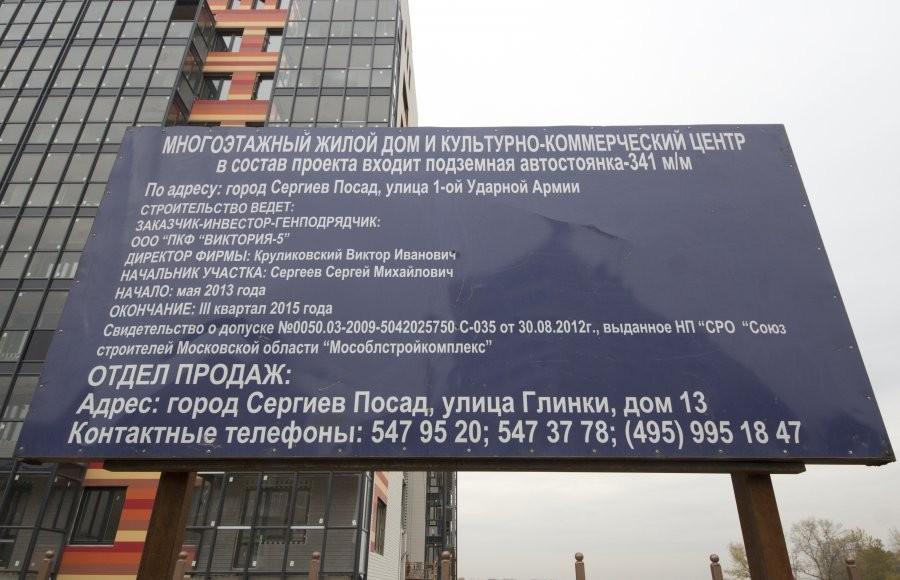 МНОГОЭТАЖНЫЙ ЖИЛОЙ ДОМ И КУЛЬТУРНО-КОММЕРЧЕСКИЙ ЦЕНТР
в состав проекта входит подземная автостоянка-341 м/м
По адресу: город Сергиев Посад, улица 1-ой Ударной Армии
СТРОИТЕЛЬСТВО ВЕДЕТ:
ЗАКАЗЧИК-ИНВЕСТОР-ГЕНПОДРЯДЧИК:
ООО "ПКФ "ВИКТОРИЯ-5"
ДИРЕКТОР ФИРМЫ: Круликовский Виктор Иванович
НАЧАЛЬНИК УЧАСТКА: Сергеев Сергей Михайлович
НАЧАЛО: мая 2013 года
ОКОНЧАНИЕ: III квартал 2015 года
Свидетельство о допуске №0050.03-2009-5042025750 С-035 от 30.08.2012г., выданное НП "СРО "Союз
строителей Московской области "Мособлстройкомплекс"
ОТДЕЛ ПРОДАЖ:
Адрес: город Сергиев Посад, улица Глинки, дом 13
Контактные телефоны: 547 95 20; 547 37 78; (495) 995 18 47